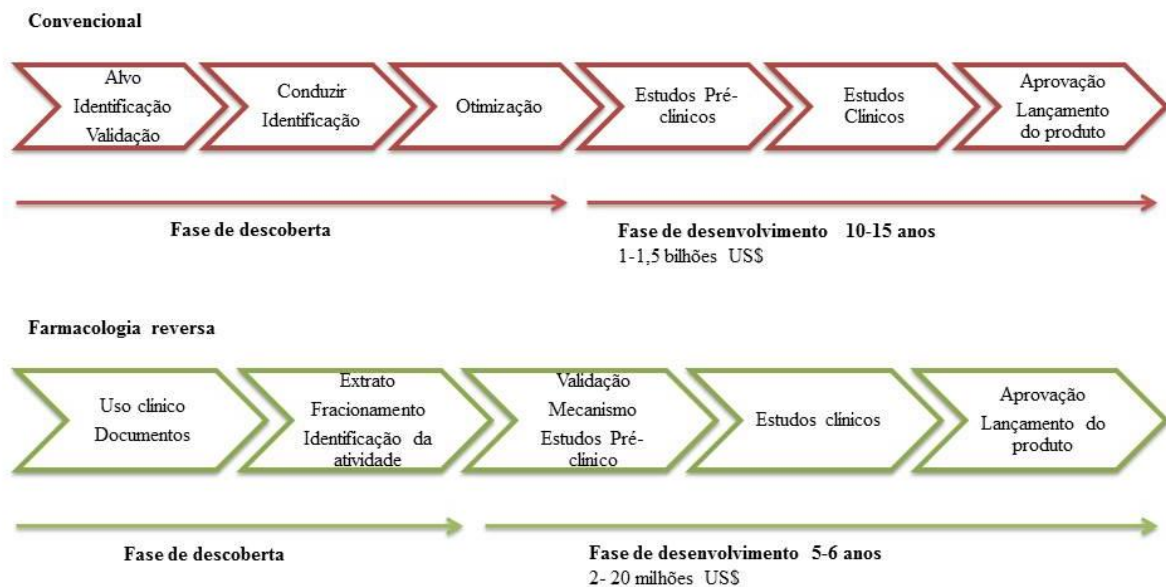 Convencional
Alvo
Identificação
Validação
Conduzir
Identificação
Otimização
Estudos Pré-
clínicos
Estudos
Clínicos
Aprovação
Lançamento
do produto
Fase de descoberta
Fase de desenvolvimento 10-15 anos
1-1,5 bilhões US$
Farmacologia reversa
Uso clínico
Documentos
Extrato
Fracionamento
Identificação da
atividade
Validação
Mecanismo
Estudos Pré-
clínico
Estudos clínicos
Aprovação
Lançamento do
produto
Fase de descoberta
Fase de desenvolvimento 5-6 anos
2- 20 milhões US$